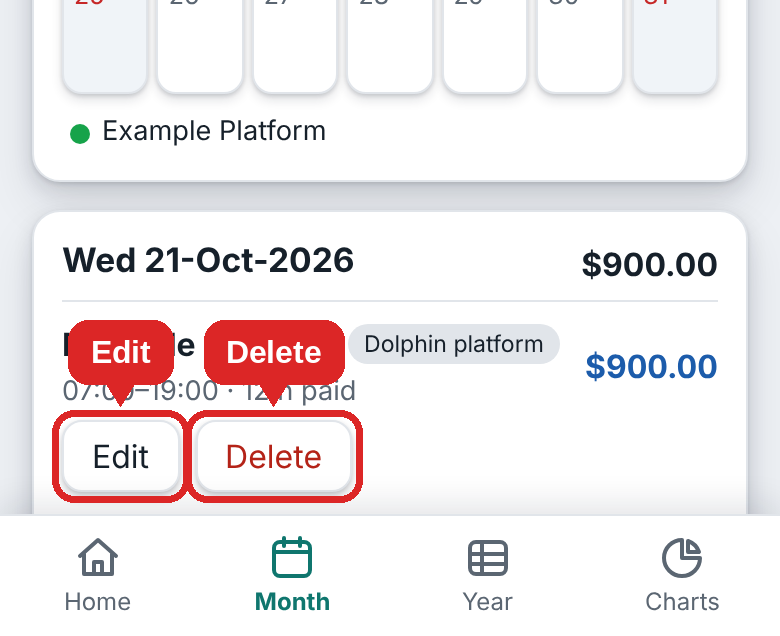 Example Platform
Wed 21-Oct-2026
$900.00
Edit
Delete
Dolphin platform
$900.00
paid
Edit
Delete
Home
Month
Year
Charts